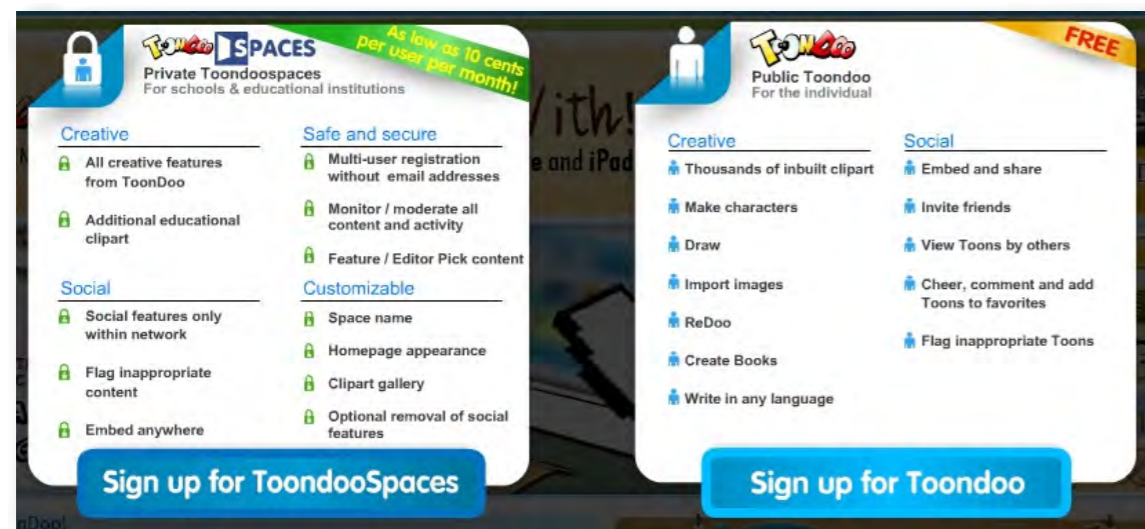 TOONDOO SPACES
As low as 10 cents
per user per month!
Private Toondoospaces
For schools & educational institutions
Creative
All creative features
from ToonDoo
Additional educational
clipart
Social
Social features only
within network
Flag inappropriate
content
Embed anywhere
Safe and secure
Multi-user registration
without email addresses
Monitor / moderate all
content and activity
Feature / Editor Pick content
Customizable
Space name
Homepage appearance
Clipart gallery
Optional removal of social
features
Sign up for ToondooSpaces
With!
e and iPad
TOONDOO
FREE
Public Toondoo
For the individual
Creative
Thousands of inbuilt clipart
Make characters
Draw
Import images
ReDoo
Create Books
Write in any language
Social
Embed and share
Invite friends
View Toons by others
Cheer, comment and add
Toons to favorites
Flag inappropriate Toons
Sign up for Toondoo